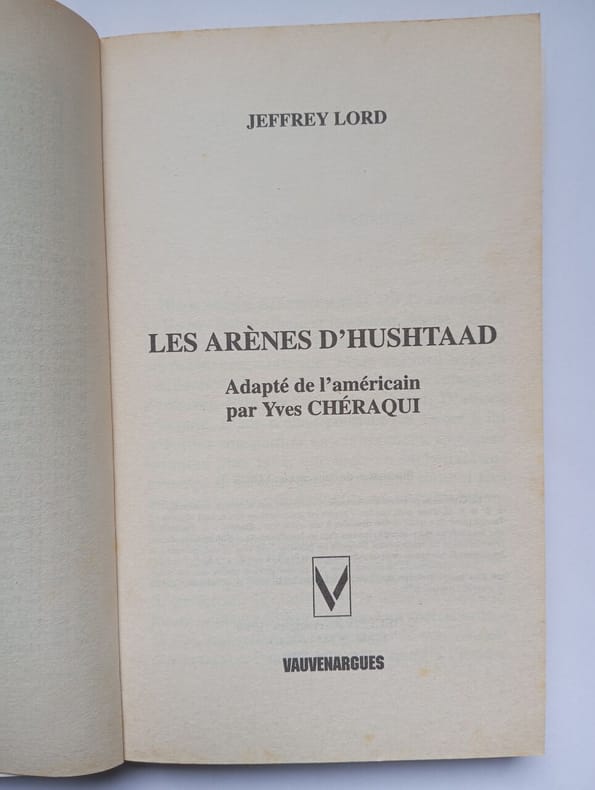 JEFFREY LORD
LES ARÈNES D'HUSHTAAD
Adapté de l'américain
par Yves CHÉRAQUI
VAUVENARGUES